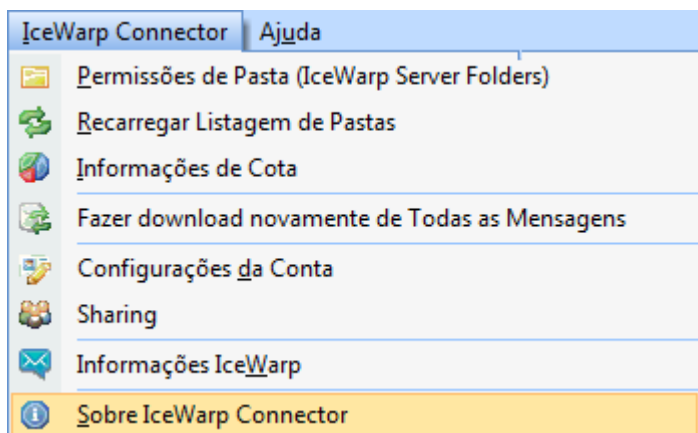 IceWarp Connector Ajuda
Permissões de Pasta (IceWarp Server Folders)
Recarregar Listagem de Pastas
Informações de Cota
Fazer download novamente de Todas as Mensagens
Configurações da Conta
Sharing
Informações IceWarp
Sobre IceWarp Connector